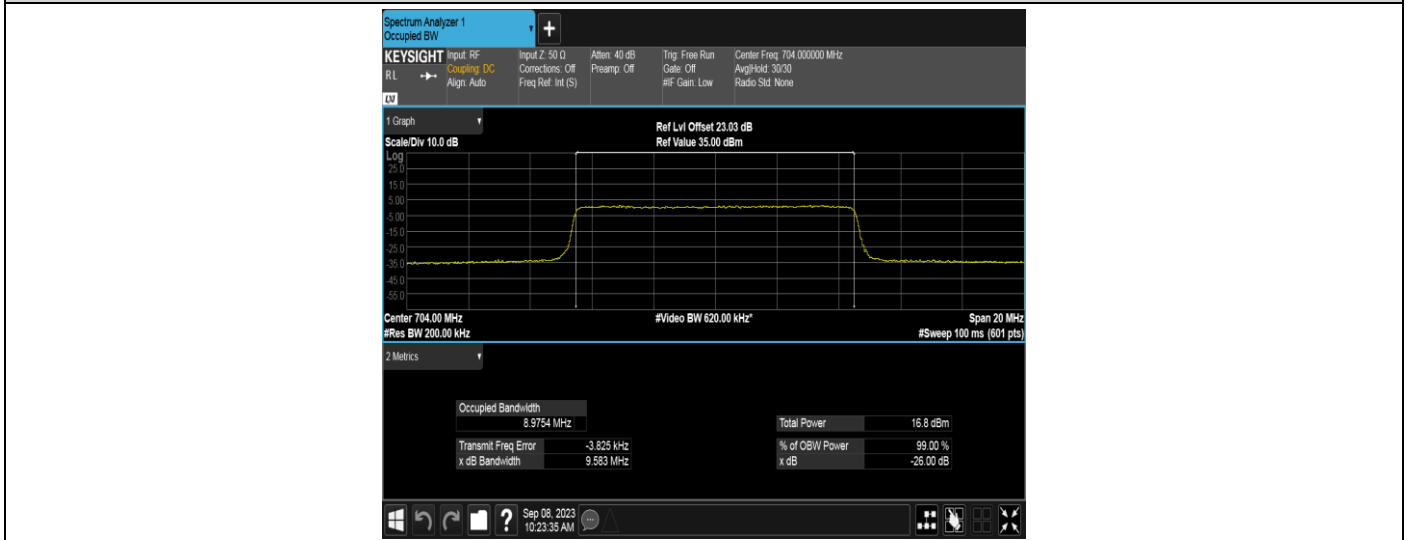 Spectrum Analyzer 1
Occupied BW
+
KEYSIGHT Input: RF Input Z: 50 Ω Atten: 40 dB Trig: Free Run Center Freq: 704.000000 MHz
RL Coupling: DC Corrections: Off Preamp: Off Gate: Off Avg|Hold: 30/30
Align: Auto Freq Ref: Int (S) #IF Gain: Low Radio Std: None
LXI
1 Graph
Ref Lvl Offset 23.03 dB
Scale/Div 10.0 dB Ref Value 35.00 dBm
Log
25.0
15.0
5.00
-5.00
-15.0
-25.0
-35.0
-45.0
-55.0
Center 704.00 MHz #Video BW 620.00 kHz* Span 20 MHz
#Res BW 200.00 kHz #Sweep 100 ms (601 pts)
2 Metrics
Occupied Bandwidth
8.9754 MHz Total Power 16.8 dBm
Transmit Freq Error -3.825 kHz % of OBW Power 99.00 %
x dB Bandwidth 9.583 MHz x dB -26.00 dB
? Sep 08, 2023
10:23:35 AM